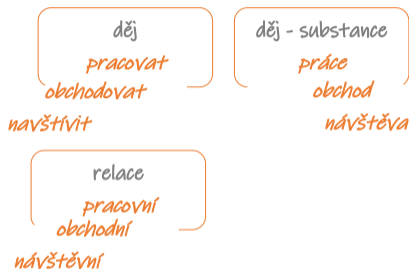 děj
pracovat
obchodovat
navštívit
děj - substance
práce
obchod
návštěva
relace
pracovní
obchodní
návštěvní